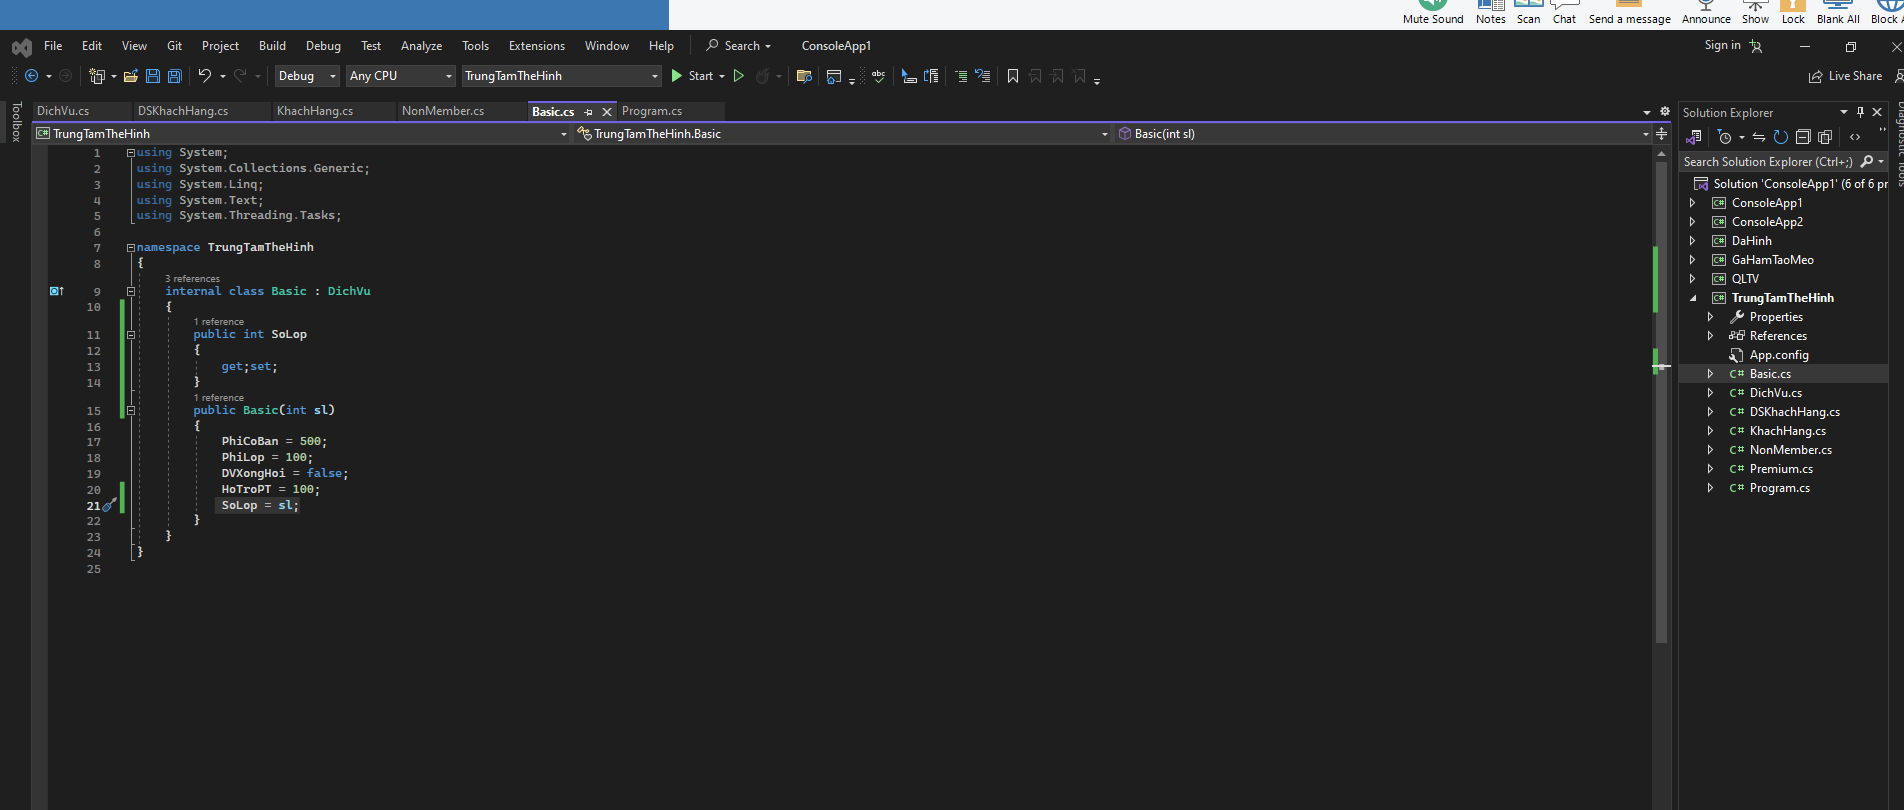 Mute Sound Notes Scan Chat Send a message Announce Show Lock Blank All Block
File Edit View Git Project Build Debug Test Analyze Tools Extensions Window Help Search ConsoleApp1 Sign in
Debug Any CPU TrungTamTheHinh Start abc Live Share
Toolbox
DichVu.cs DSKhachHang.cs KhachHang.cs NonMember.cs Basic.cs Program.cs
TrungTamTheHinh TrungTamTheHinh.Basic Basic(int sl)
1 using System;
2 using System.Collections.Generic;
3 using System.Linq;
4 using System.Text;
5 using System.Threading.Tasks;
6
7 namespace TrungTamTheHinh
8 {
3 references
9 internal class Basic : DichVu
10 {
1 reference
11 public int SoLop
12 {
13 get;set;
14 }
1 reference
15 public Basic(int sl)
16 {
17 PhiCoBan = 500;
18 PhiLop = 100;
19 DVXongHoi = false;
20 HoTroPT = 100;
21 SoLop = sl;
22 }
23 }
24 }
25
Solution Explorer
Search Solution Explorer (Ctrl+;)
Solution 'ConsoleApp1' (6 of 6 pr
C# ConsoleApp1
C# ConsoleApp2
C# DaHinh
C# GaHamTaoMeo
C# QLTV
C# TrungTamTheHinh
Properties
References
App.config
C# Basic.cs
C# DichVu.cs
C# DSKhachHang.cs
C# KhachHang.cs
C# NonMember.cs
C# Premium.cs
C# Program.cs
Diagnostic Tools